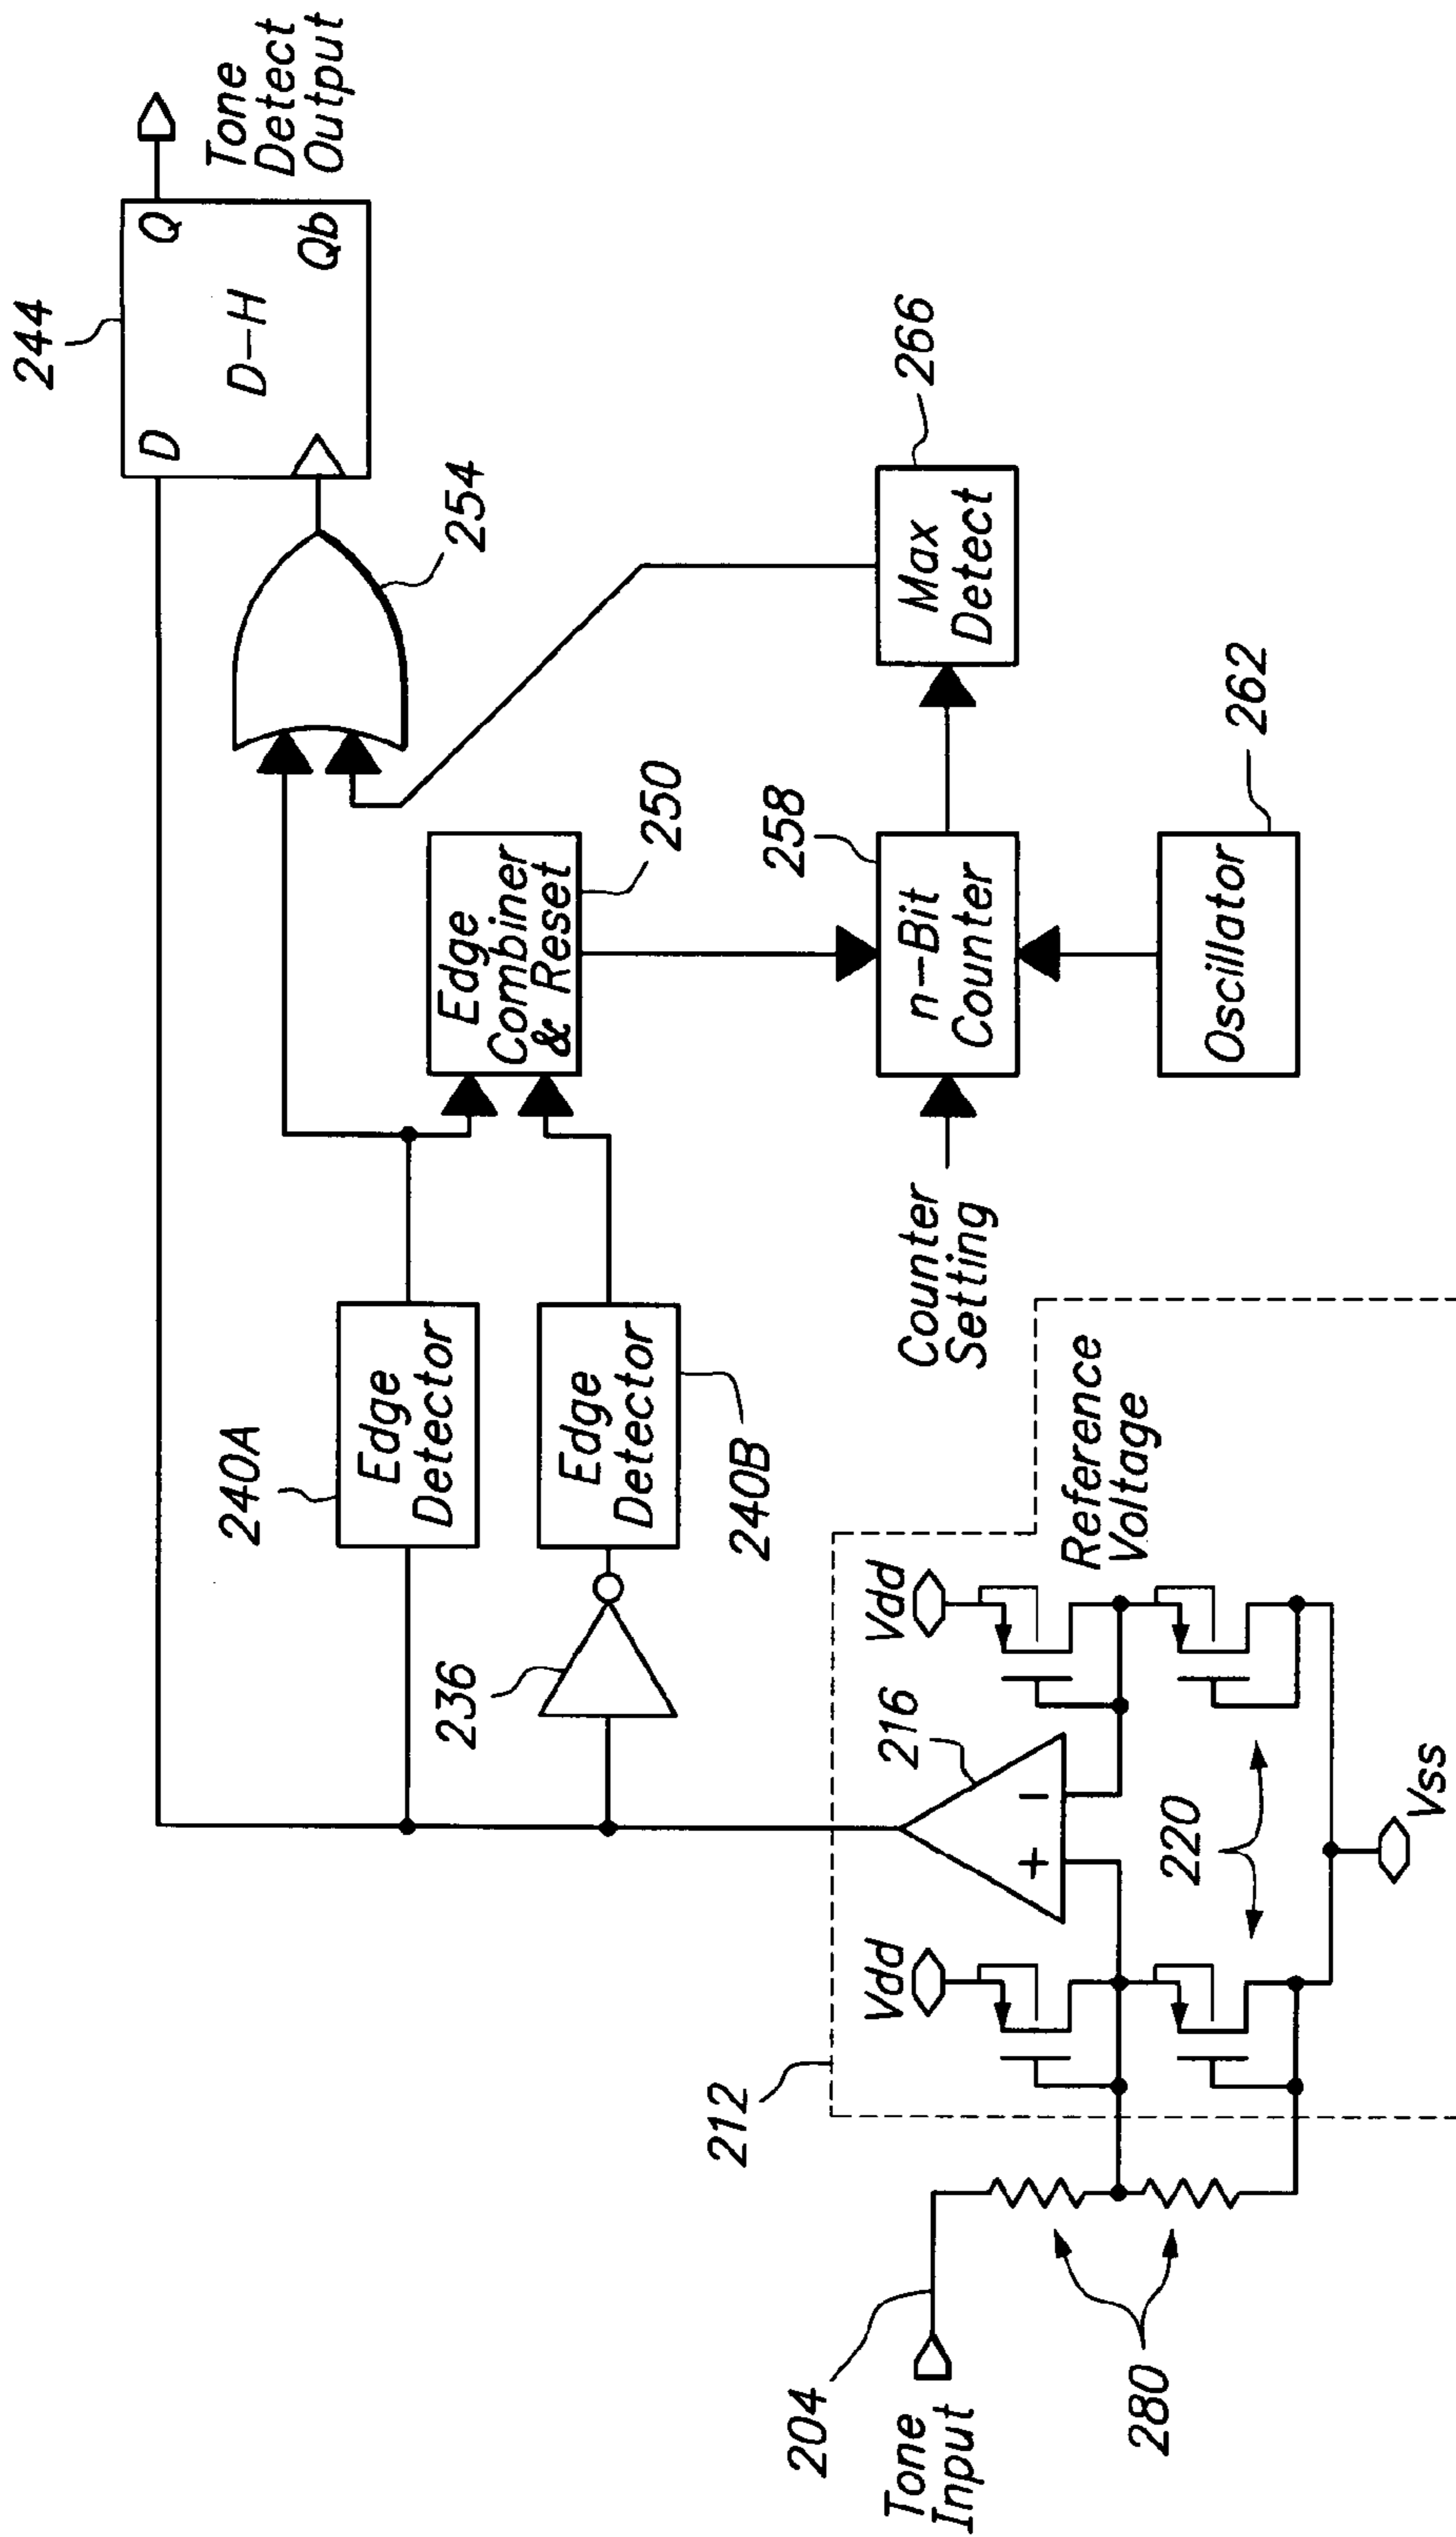 244
D
Q
D-H
Qb
Tone
Detect
Output
254
240A
Edge
Detector
Edge
Combiner
& Reset
250
Max
Detect
266
236
Edge
Detector
240B
258
n-Bit
Counter
Counter
Setting
Oscillator
262
212
Vdd
216
+
-
Vdd
Reference
Voltage
220
Vss
204
Tone
Input
280